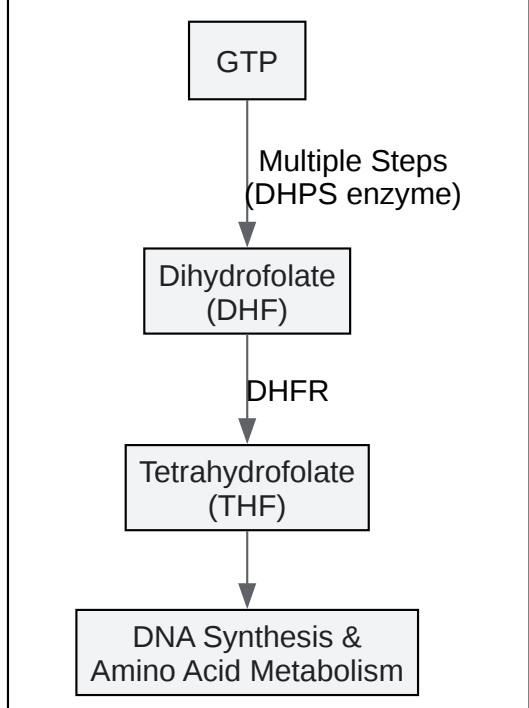 GTP
Multiple Steps
(DHPS enzyme)
Dihydrofolate
(DHF)
DHFR
Tetrahydrofolate
(THF)
DNA Synthesis &
Amino Acid Metabolism